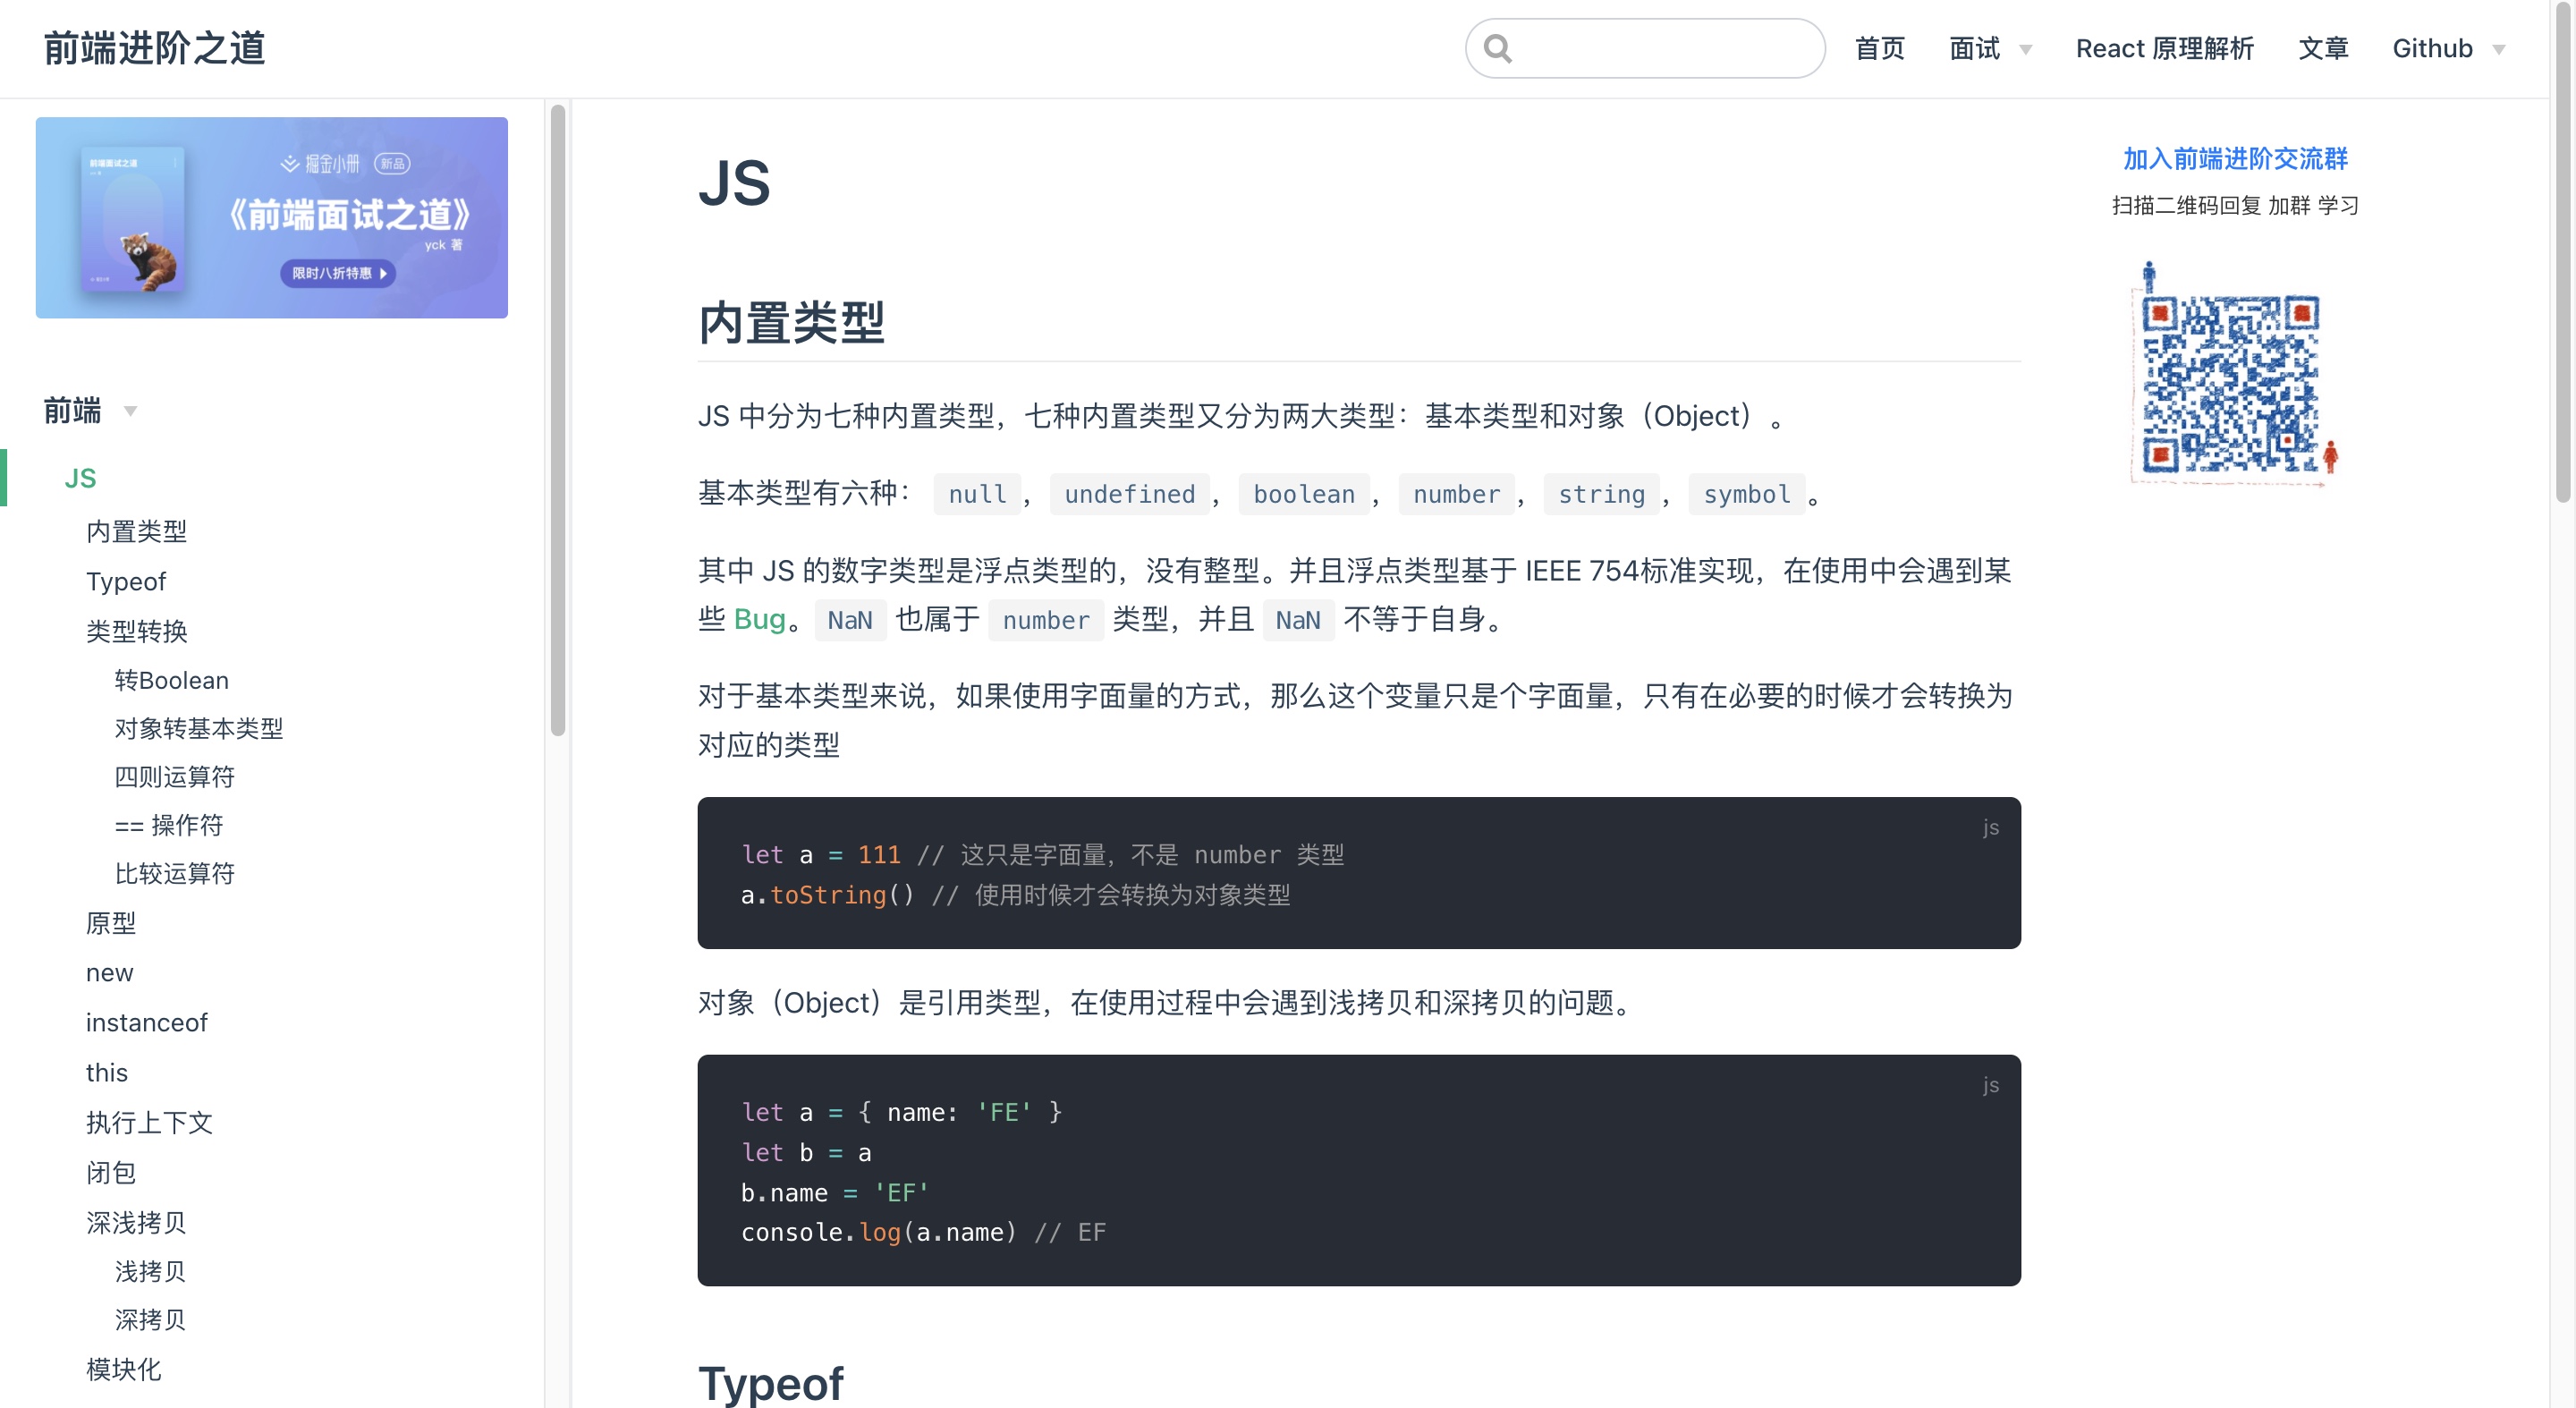 前端进阶之道
首页 面试 React 原理解析 文章 Github
前端面试之道
掘金小册 新品
《前端面试之道》
yck 著
限时八折特惠
前端
JS
内置类型
Typeof
类型转换
转Boolean
对象转基本类型
四则运算符
== 操作符
比较运算符
原型
new
instanceof
this
执行上下文
闭包
深浅拷贝
浅拷贝
深拷贝
模块化
JS
内置类型
JS 中分为七种内置类型，七种内置类型又分为两大类型：基本类型和对象（Object）。
基本类型有六种： null，undefined，boolean，number，string，symbol。
其中 JS 的数字类型是浮点类型的，没有整型。并且浮点类型基于 IEEE 754标准实现，在使用中会遇到某
些 Bug。NaN 也属于 number 类型，并且 NaN 不等于自身。
对于基本类型来说，如果使用字面量的方式，那么这个变量只是个字面量，只有在必要的时候才会转换为
对应的类型
js
let a = 111 // 这只是字面量，不是 number 类型
a.toString() // 使用时候才会转换为对象类型
对象（Object）是引用类型，在使用过程中会遇到浅拷贝和深拷贝的问题。
js
let a = { name: 'FE' }
let b = a
b.name = 'EF'
console.log(a.name) // EF
Typeof
加入前端进阶交流群
扫描二维码回复 加群 学习